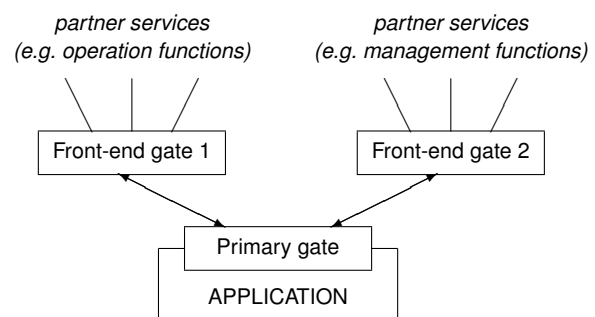 partner services
(e.g. operation functions)
partner services
(e.g. management functions)
Front-end gate 1
Front-end gate 2
Primary gate
APPLICATION